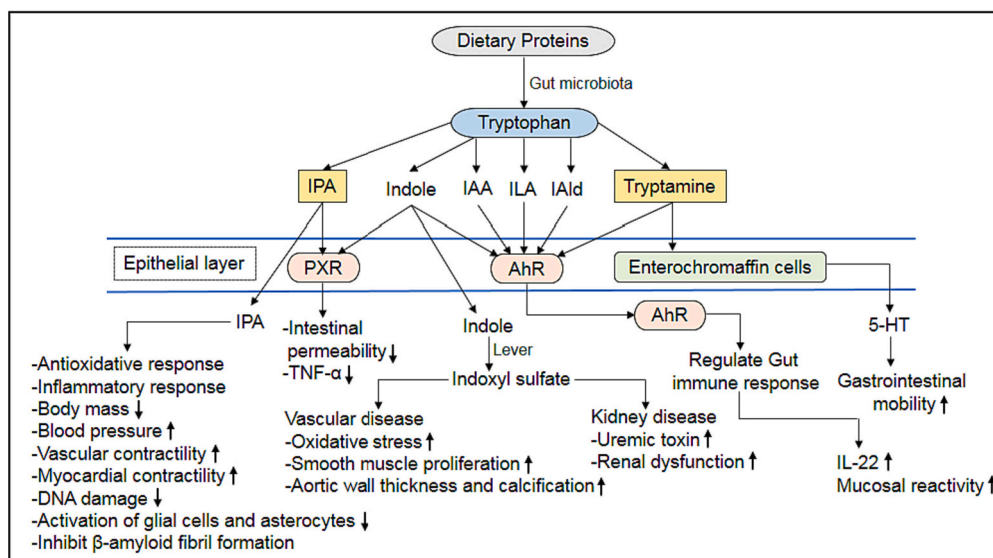 Dietary Proteins
Gut microbiota
Tryptophan
IPA
Indole
IAA
ILA
IAld
Tryptamine
Epithelial layer
PXR
AhR
Enterochromaffin cells
IPA
-Antioxidative response
-Inflammatory response
-Body mass ↓
-Blood pressure ↑
-Vascular contractility ↑
-Myocardial contractility ↑
-DNA damage ↓
-Activation of glial cells and asterocytes ↓
-Inhibit β-amyloid fibril formation
-Intestinal
permeability ↓
-TNF-α ↓
Indole
Lever
Indoxyl sulfate
Vascular disease
-Oxidative stress ↑
-Smooth muscle proliferation ↑
-Aortic wall thickness and calcification ↑
Kidney disease
-Uremic toxin ↑
-Renal dysfunction ↑
AhR
Regulate Gut
immune response
IL-22 ↑
Mucosal reactivity ↑
5-HT
Gastrointestinal
mobility ↑